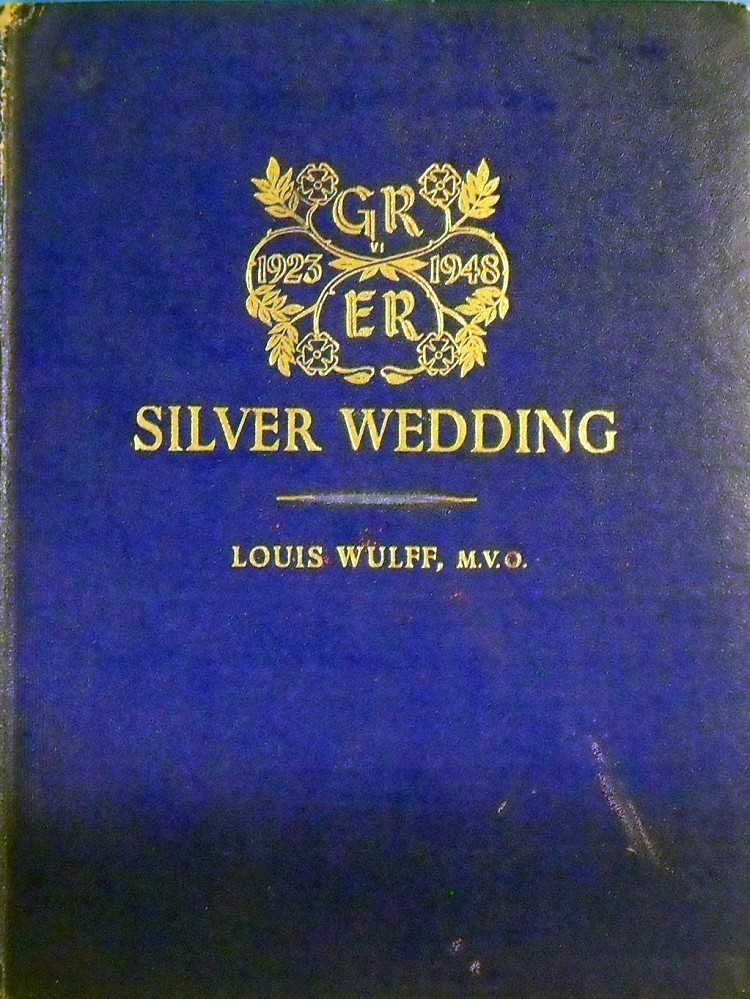 GR
VI
1923 1948
ER
SILVER WEDDING
LOUIS WULFF, M.V.O.